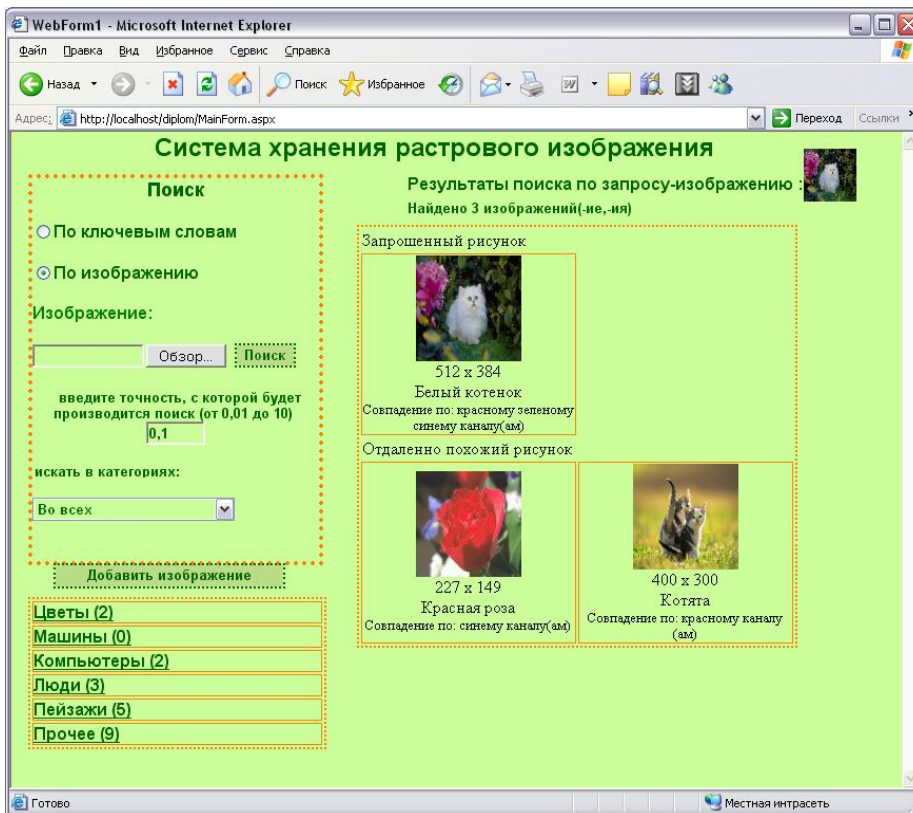 WebForm1 - Microsoft Internet Explorer
Файл Правка Вид Избранное Сервис Справка
Назад Поиск Избранное
Адрес: http://localhost/diplom/MainForm.aspx Переход Ссылки
Система хранения растрового изображения
Поиск
По ключевым словам
По изображению
Изображение:
Обзор... Поиск
введите точность, с которой будет
производится поиск (от 0,01 до 10)
0,1
искать в категориях:
Во всех
Добавить изображение
Цветы (2)
Машины (0)
Компьютеры (2)
Люди (3)
Пейзажи (5)
Прочее (9)
Результаты поиска по запросу-изображению :
Найдено 3 изображений(-ие,-ия)
Запрошенный рисунок
512 x 384
Белый котенок
Совпадение по: красному зеленому
синему каналу(ам)
Отдаленно похожий рисунок
227 x 149
Красная роза
Совпадение по: синему каналу(ам)
400 x 300
Котята
Совпадение по: красному каналу
(ам)
Готово
Местная интрасеть